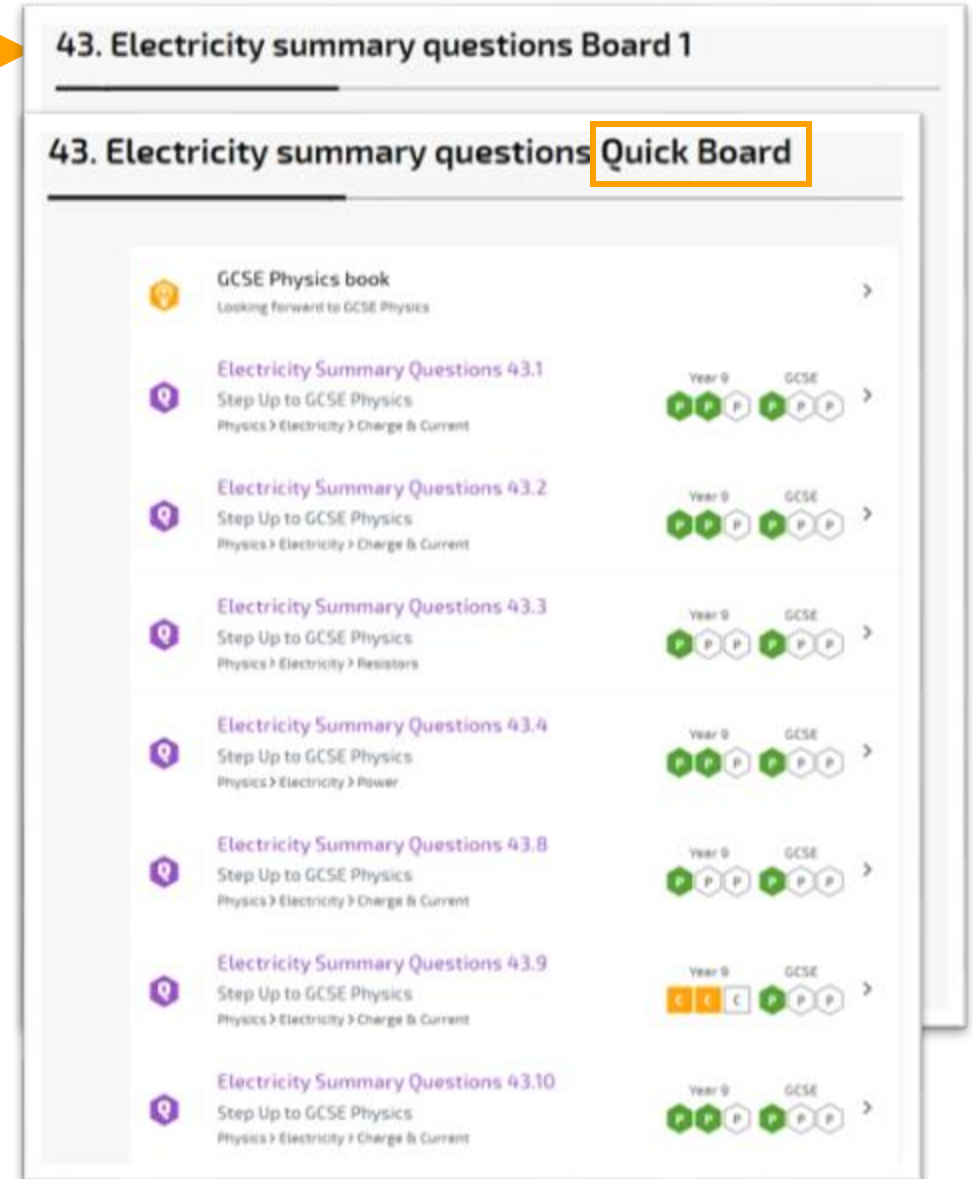 43. Electricity summary questions Board 1
43. Electricity summary questions Quick Board
GCSE Physics book
Looking forward to GCSE Physics
Electricity Summary Questions 43.1
Step Up to GCSE Physics
Physics > Electricity > Charge & Current
Year 9 GCSE
P P P P P P
Electricity Summary Questions 43.2
Step Up to GCSE Physics
Physics > Electricity > Charge & Current
Year 9 GCSE
P P P P P P
Electricity Summary Questions 43.3
Step Up to GCSE Physics
Physics > Electricity > Resistors
Year 9 GCSE
P P P P P P
Electricity Summary Questions 43.4
Step Up to GCSE Physics
Physics > Electricity > Power
Year 9 GCSE
P P P P P P
Electricity Summary Questions 43.8
Step Up to GCSE Physics
Physics > Electricity > Charge & Current
Year 9 GCSE
P P P P P P
Electricity Summary Questions 43.9
Step Up to GCSE Physics
Physics > Electricity > Charge & Current
Year 9 GCSE
C C C P P P
Electricity Summary Questions 43.10
Step Up to GCSE Physics
Physics > Electricity > Charge & Current
Year 9 GCSE
P P P P P P